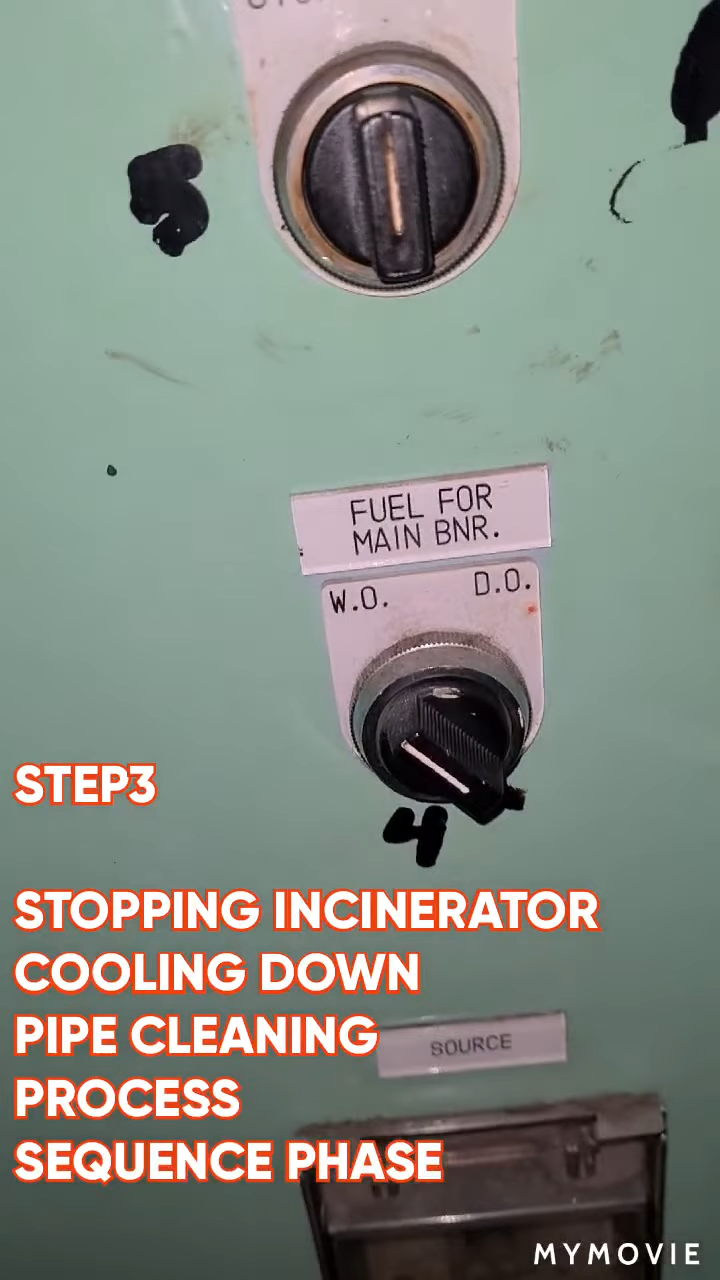 5
FUEL FOR
MAIN BNR.
W.O. D.O.
4
STEP3
STOPPING INCINERATOR
COOLING DOWN
PIPE CLEANING
PROCESS
SEQUENCE PHASE
SOURCE
MYMOVIE